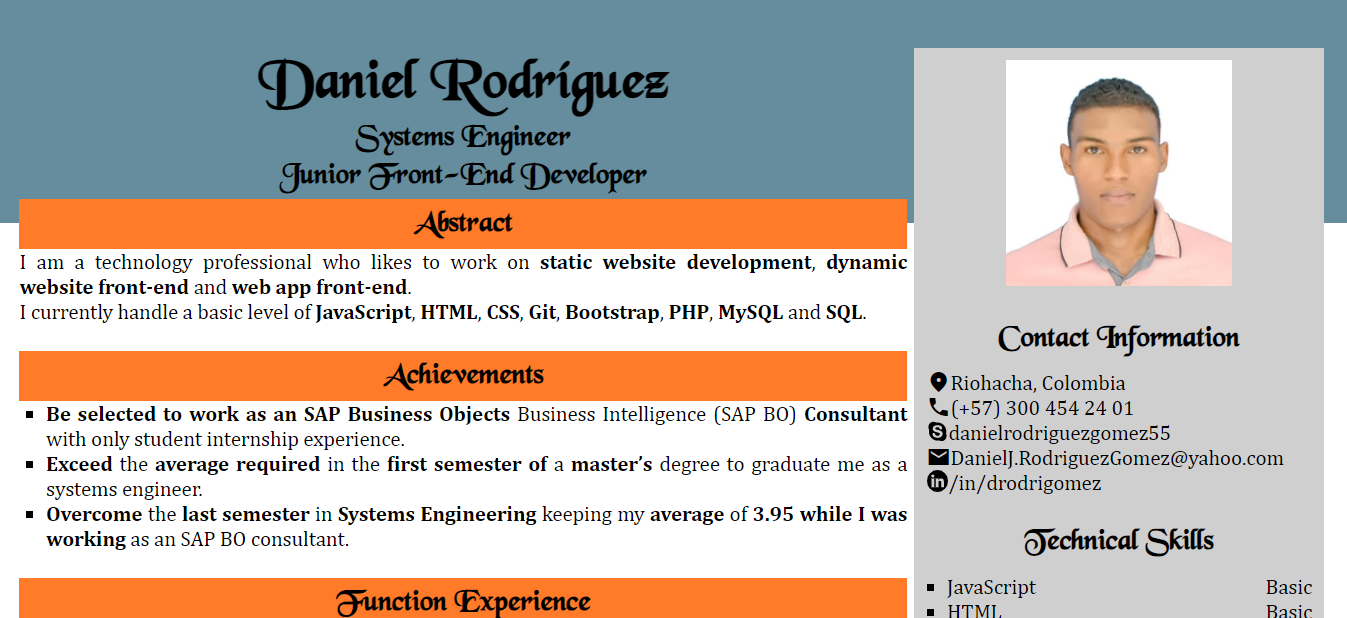 Daniel Rodríguez
Systems Engineer
Junior Front-End Developer
Abstract
I am a technology professional who likes to work on static website development, dynamic
website front-end and web app front-end.
I currently handle a basic level of JavaScript, HTML, CSS, Git, Bootstrap, PHP, MySQL and SQL.
Achievements
Be selected to work as an SAP Business Objects Business Intelligence (SAP BO) Consultant
with only student internship experience.
Exceed the average required in the first semester of a master’s degree to graduate me as a
systems engineer.
Overcome the last semester in Systems Engineering keeping my average of 3.95 while I was
working as an SAP BO consultant.
Function Experience
Contact Information
Riohacha, Colombia
(+57) 300 454 24 01
danielrodriguezgomez55
DanielJ.RodriguezGomez@yahoo.com
in /in/drodrigomez
Technical Skills
JavaScript Basic
HTML Basic